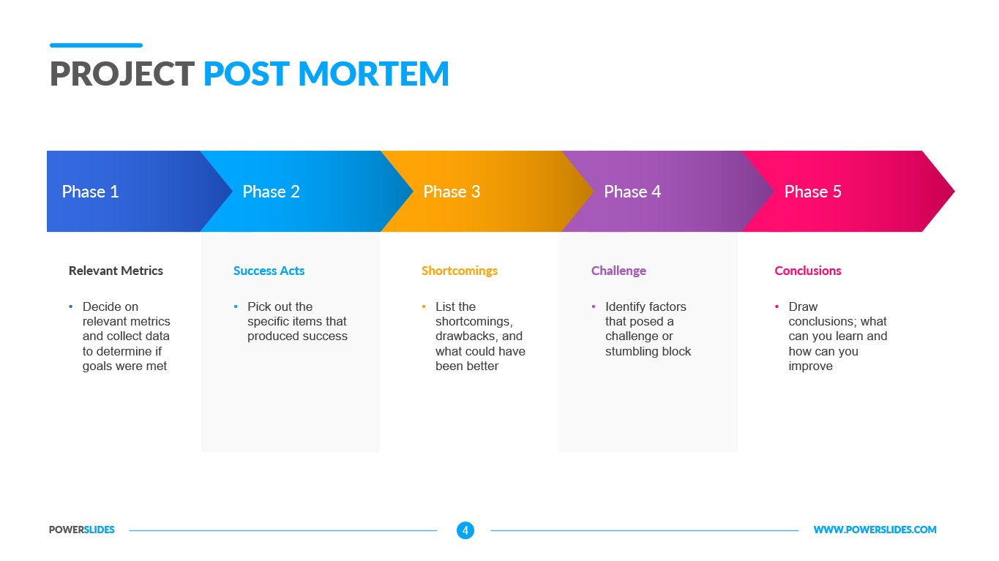 PROJECT POST MORTEM
Phase 1
Phase 2
Phase 3
Phase 4
Phase 5
Relevant Metrics
Decide on
relevant metrics
and collect data
to determine if
goals were met
Success Acts
Pick out the
specific items that
produced success
Shortcomings
List the
shortcomings,
drawbacks, and
what could have
been better
Challenge
Identify factors
that posed a
challenge or
stumbling block
Conclusions
Draw
conclusions; what
can you learn and
how can you
improve
POWERSLIDES
4
WWW.POWERSLIDES.COM